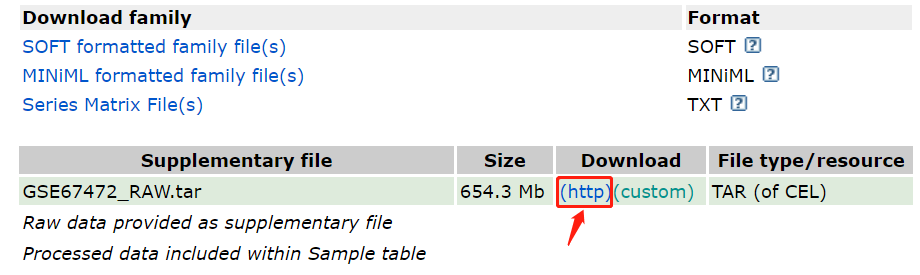 Download family Format
SOFT formatted family file(s) SOFT ?
MINiML formatted family file(s) MINiML ?
Series Matrix File(s) TXT ?
Supplementary file Size Download File type/resource
GSE67472_RAW.tar 654.3 Mb (http)(custom) TAR (of CEL)
Raw data provided as supplementary file
Processed data included within Sample table